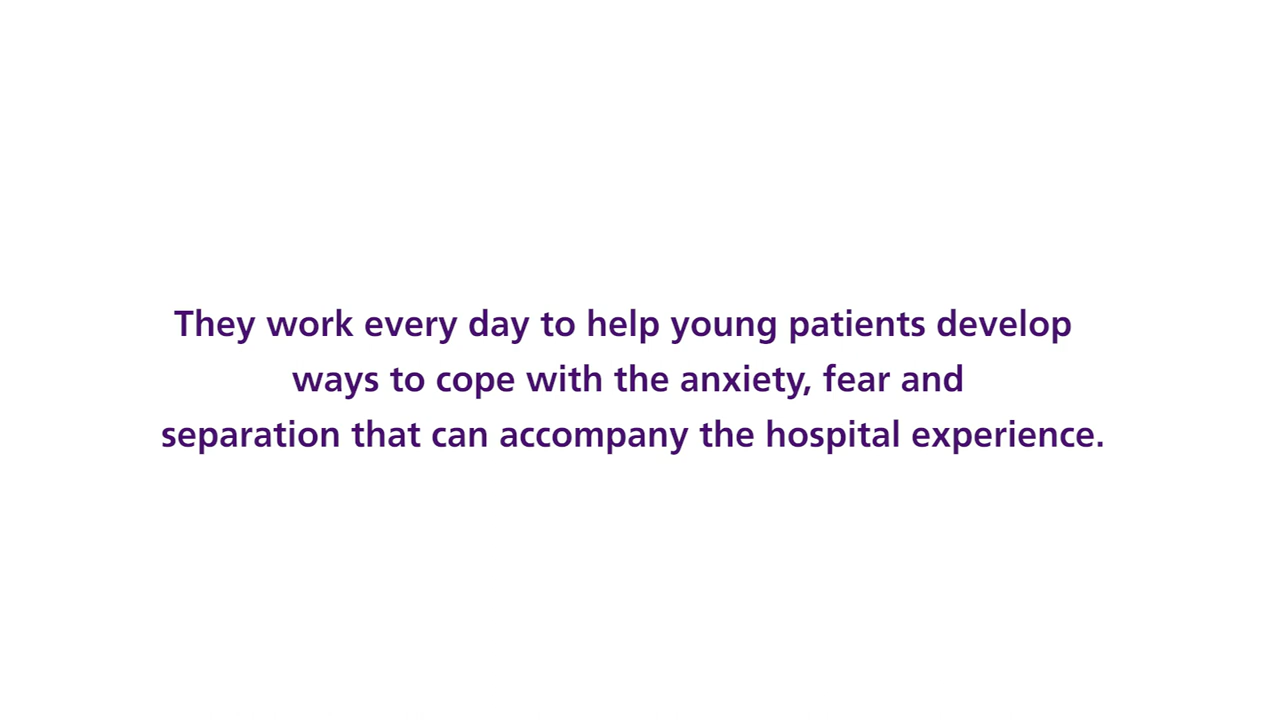 They work every day to help young patients develop
ways to cope with the anxiety, fear and
separation that can accompany the hospital experience.